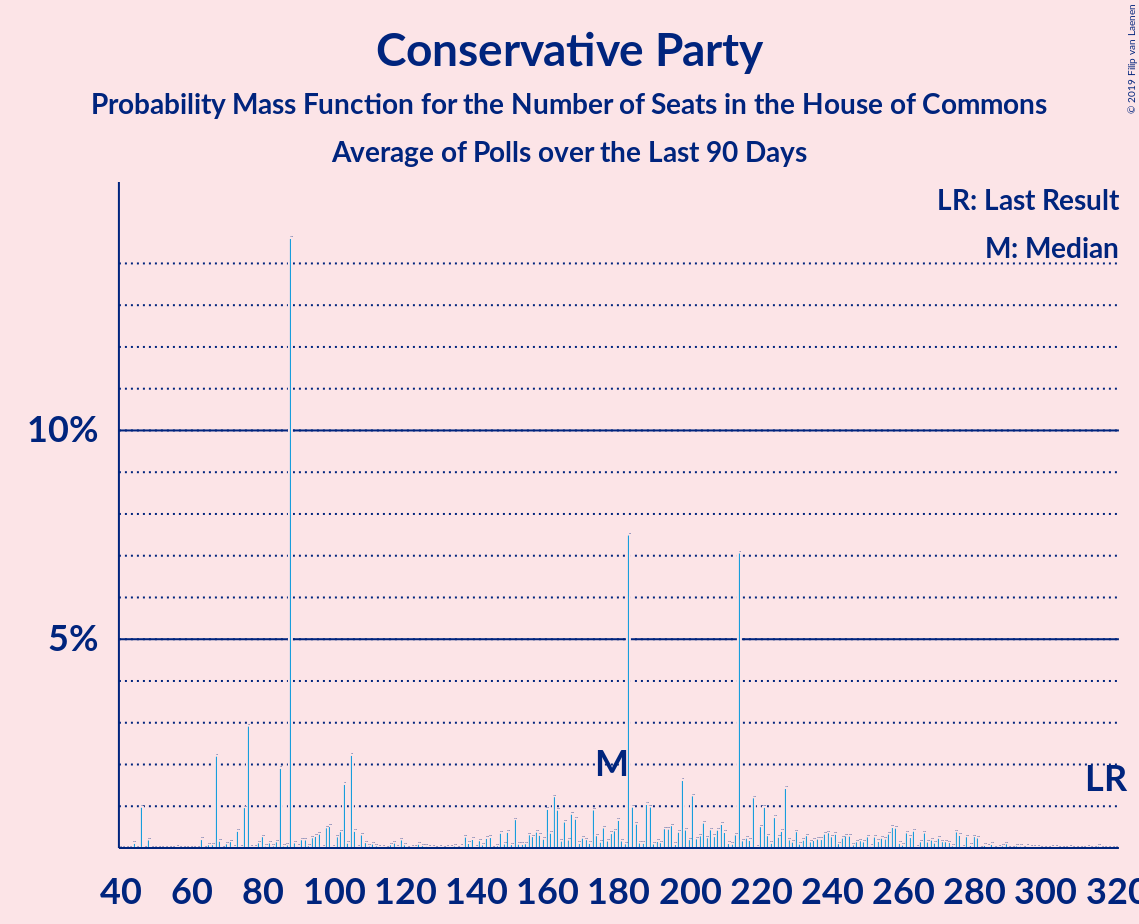 © 2019 Filip van Laenen
Conservative Party
Probability Mass Function for the Number of Seats in the House of Commons
Average of Polls over the Last 90 Days
LR: Last Result
M: Median
10%
5%
M
LR
40 60 80 100 120 140 160 180 200 220 240 260 280 300 320